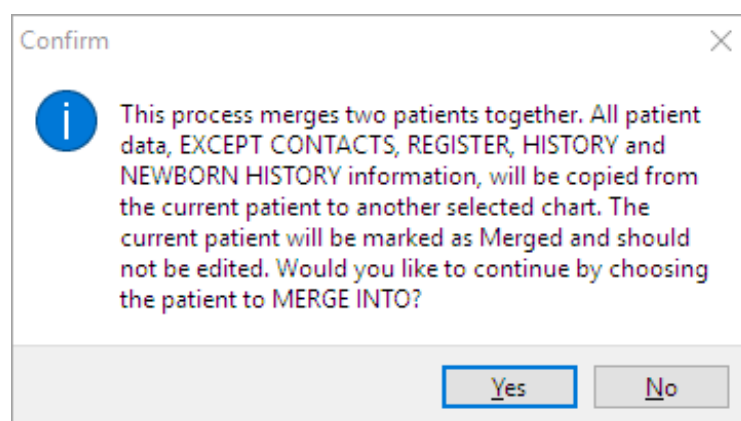 Confirm
This process merges two patients together. All patient
data, EXCEPT CONTACTS, REGISTER, HISTORY and
NEWBORN HISTORY information, will be copied from
the current patient to another selected chart. The
current patient will be marked as Merged and should
not be edited. Would you like to continue by choosing
the patient to MERGE INTO?
Yes No